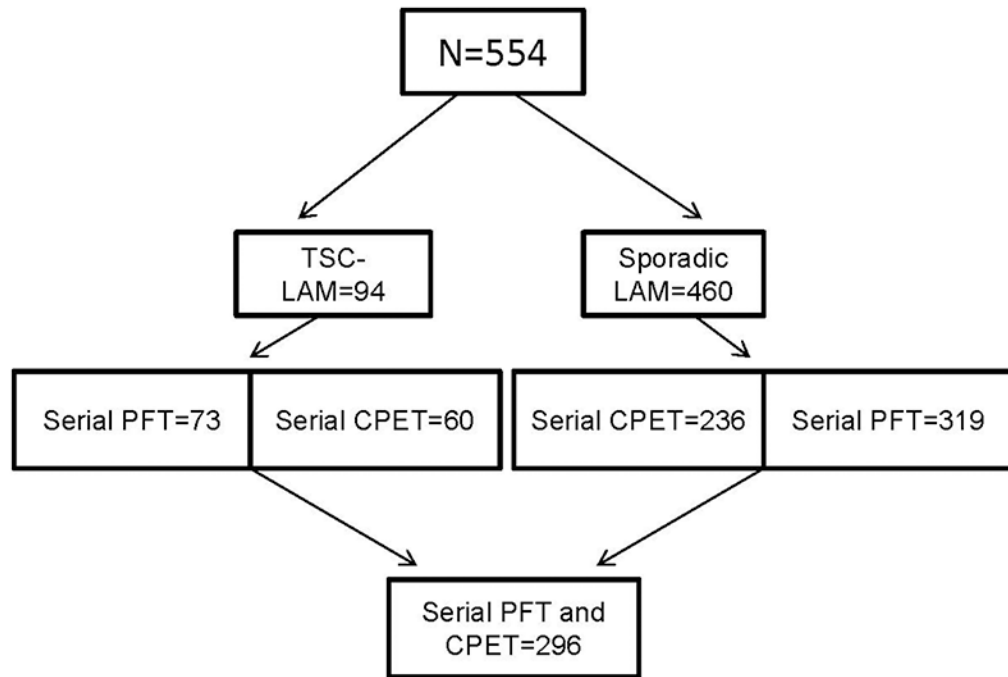 N=554
TSC-
LAM=94
Sporadic
LAM=460
Serial PFT=73
Serial CPET=60
Serial CPET=236
Serial PFT=319
Serial PFT and
CPET=296